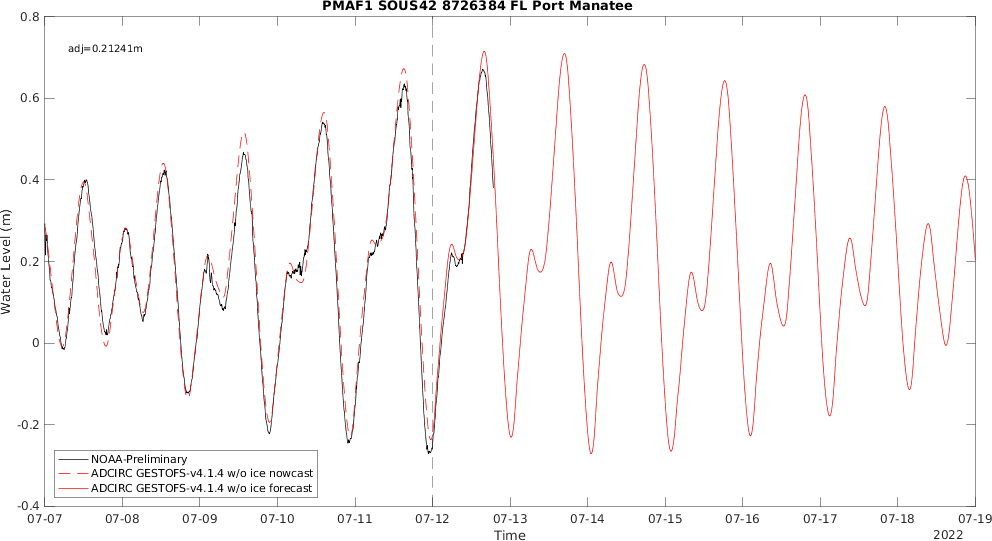 PMAF1 SOUS42 8726384 FL Port Manatee
adj=0.21241m
0.8
0.6
0.4
0.2
0
-0.2
-0.4
Water Level (m)
NOAA-Preliminary
ADCIRC GESTOFS-v4.1.4 w/o ice nowcast
ADCIRC GESTOFS-v4.1.4 w/o ice forecast
07-07 07-08 07-09 07-10 07-11 07-12 07-13 07-14 07-15 07-16 07-17 07-18 07-19
Time
2022